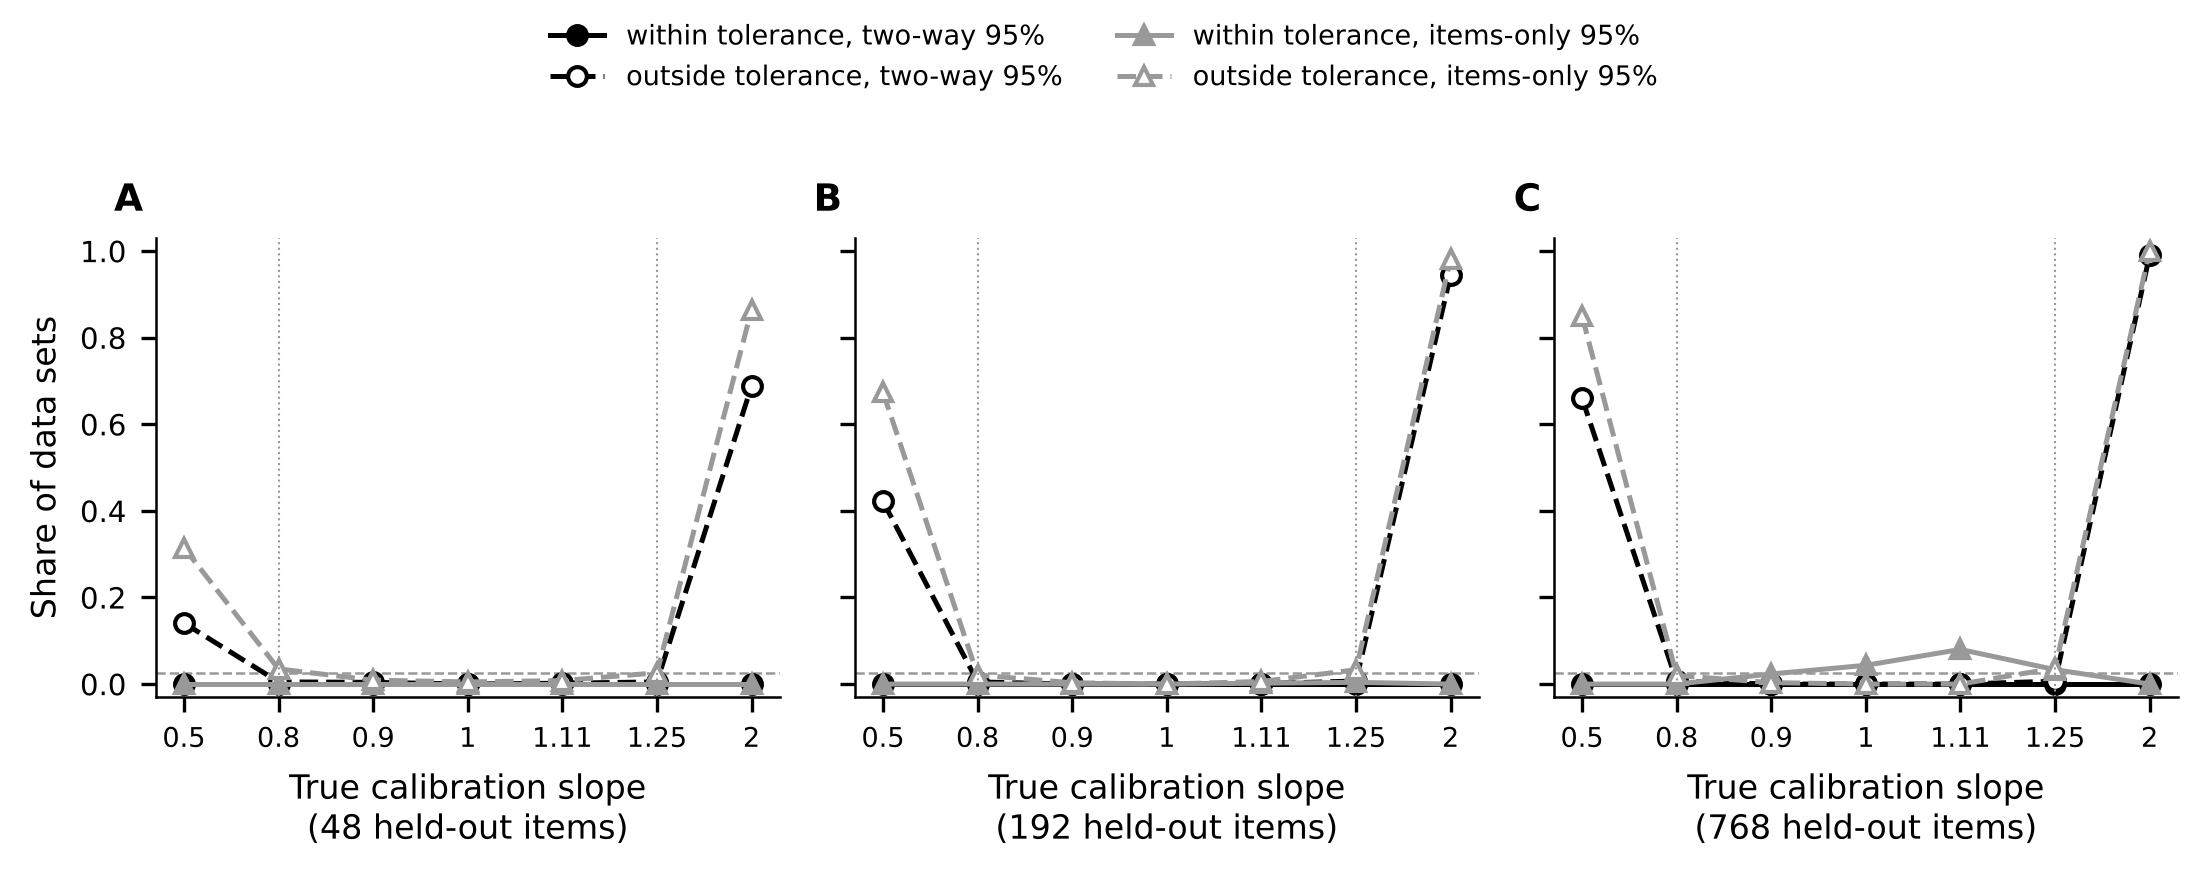 within tolerance, two-way 95%
outside tolerance, two-way 95%
within tolerance, items-only 95%
outside tolerance, items-only 95%
A
B
C
Share of data sets
1.0
0.8
0.6
0.4
0.2
0.0
0.5 0.8 0.9 1 1.11 1.25 2
True calibration slope
(48 held-out items)
0.5 0.8 0.9 1 1.11 1.25 2
True calibration slope
(192 held-out items)
0.5 0.8 0.9 1 1.11 1.25 2
True calibration slope
(768 held-out items)